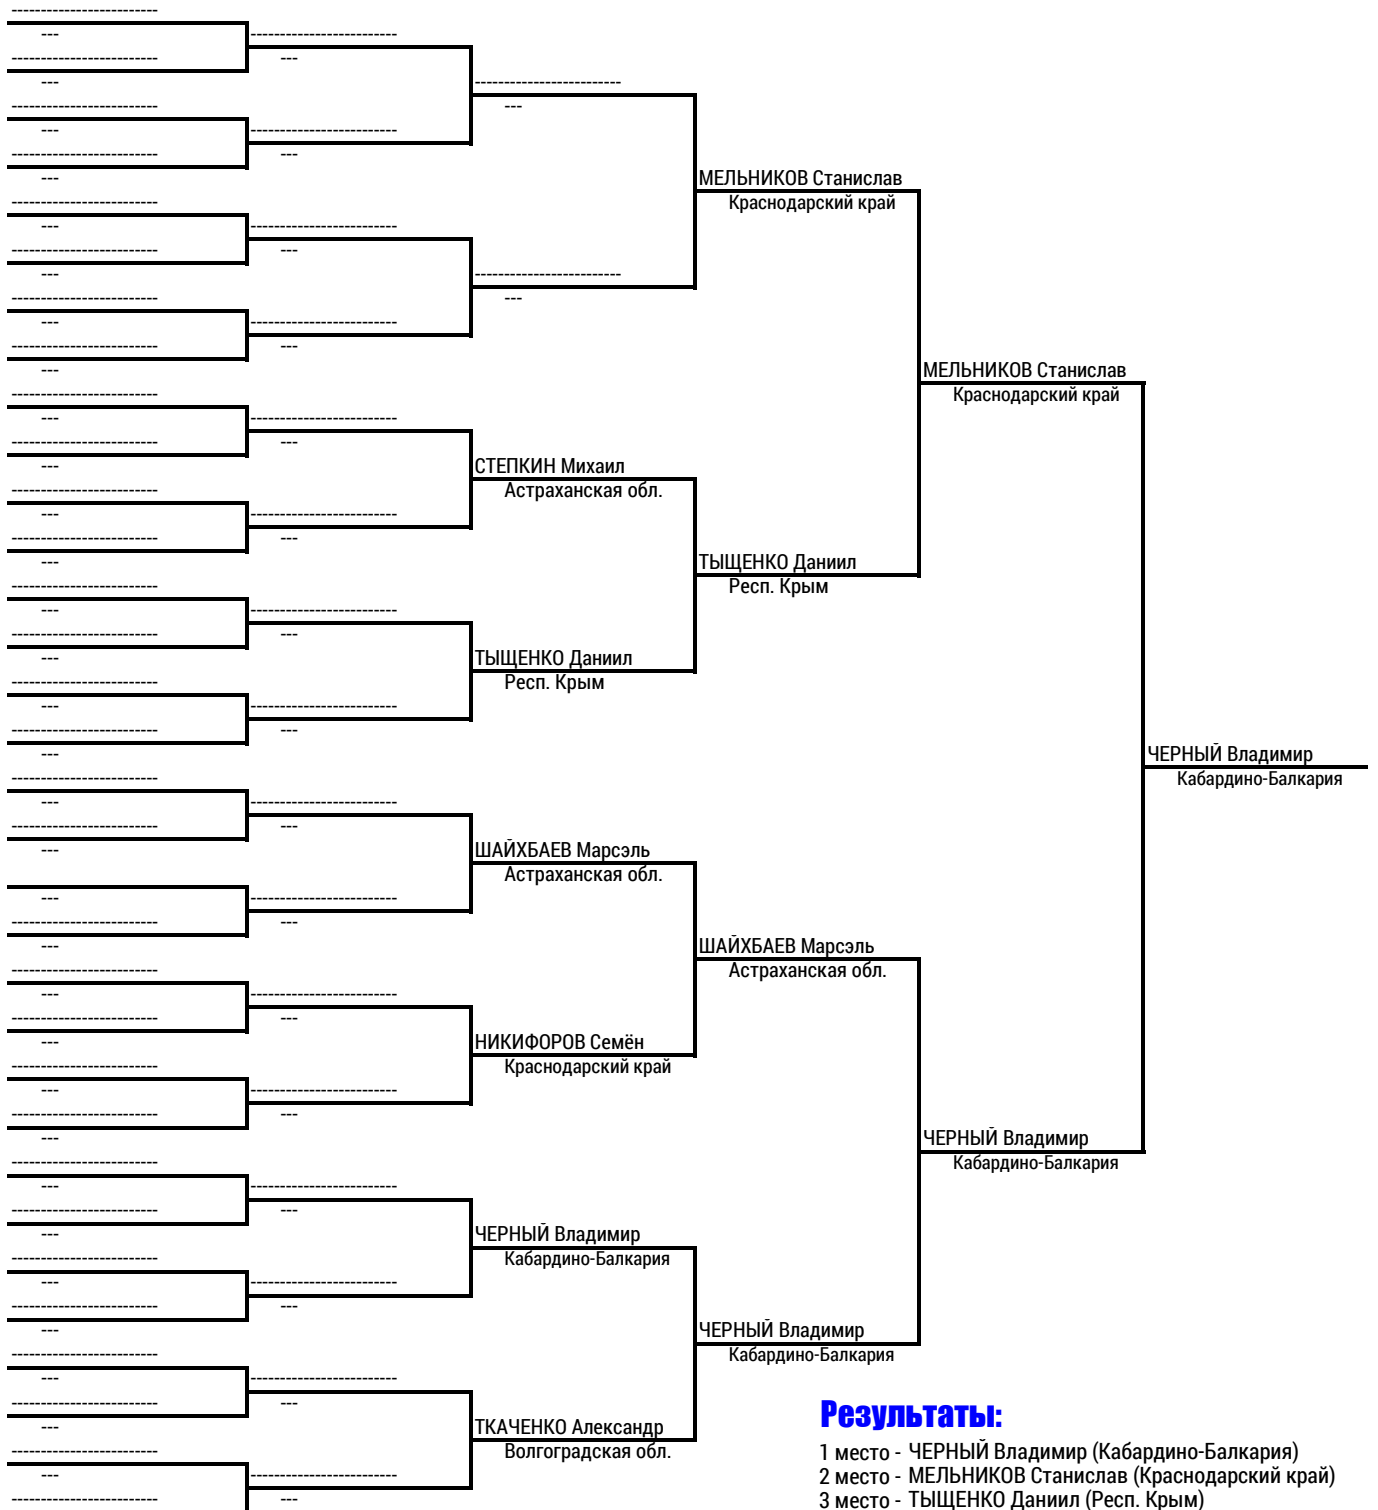 МЕЛЬНИКОВ Станислав
Краснодарский край
МЕЛЬНИКОВ Станислав
Краснодарский край
СТЕПКИН Михаил
Астраханская обл.
ТЫЩЕНКО Даниил
Респ. Крым
ТЫЩЕНКО Даниил
Респ. Крым
ЧЕРНЫЙ Владимир
Кабардино-Балкария
ШАЙХБАЕВ Марсэль
Астраханская обл.
ШАЙХБАЕВ Марсэль
Астраханская обл.
НИКИФОРОВ Семён
Краснодарский край
ЧЕРНЫЙ Владимир
Кабардино-Балкария
ЧЕРНЫЙ Владимир
Кабардино-Балкария
ЧЕРНЫЙ Владимир
Кабардино-Балкария
ТКАЧЕНКО Александр
Волгоградская обл.
Результаты:
1 место - ЧЕРНЫЙ Владимир (Кабардино-Балкария)
2 место - МЕЛЬНИКОВ Станислав (Краснодарский край)
3 место - ТЫЩЕНКО Даниил (Респ. Крым)